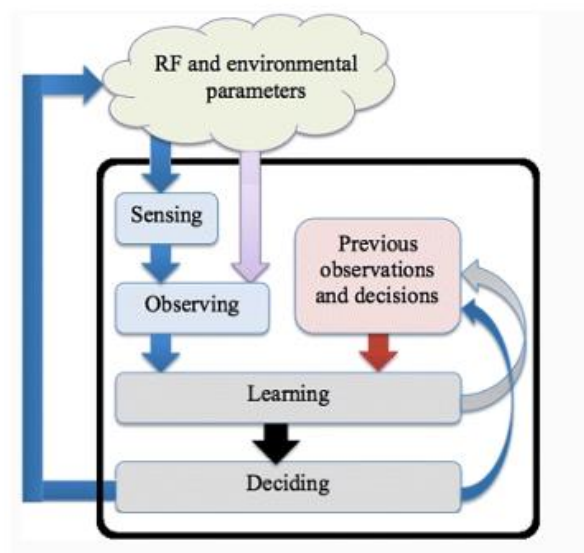 RF and environmental
parameters
Sensing
Previous
observations
and decisions
Observing
Learning
Deciding